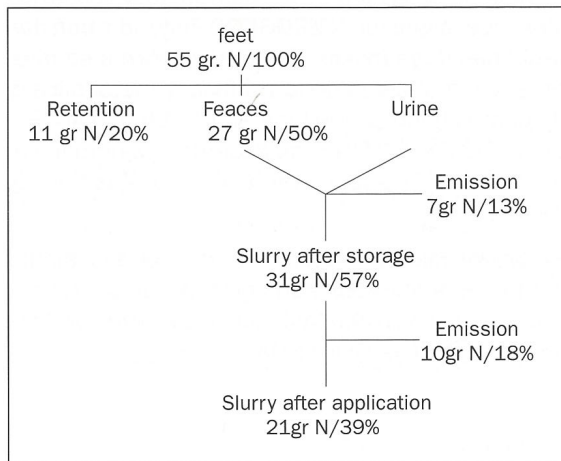 feet
55 gr. N/100%
Retention Feaces Urine
11 gr N/20% 27 gr N/50%
Emission
7gr N/13%
Slurry after storage
31gr N/57%
Emission
10gr N/18%
Slurry after application
21gr N/39%